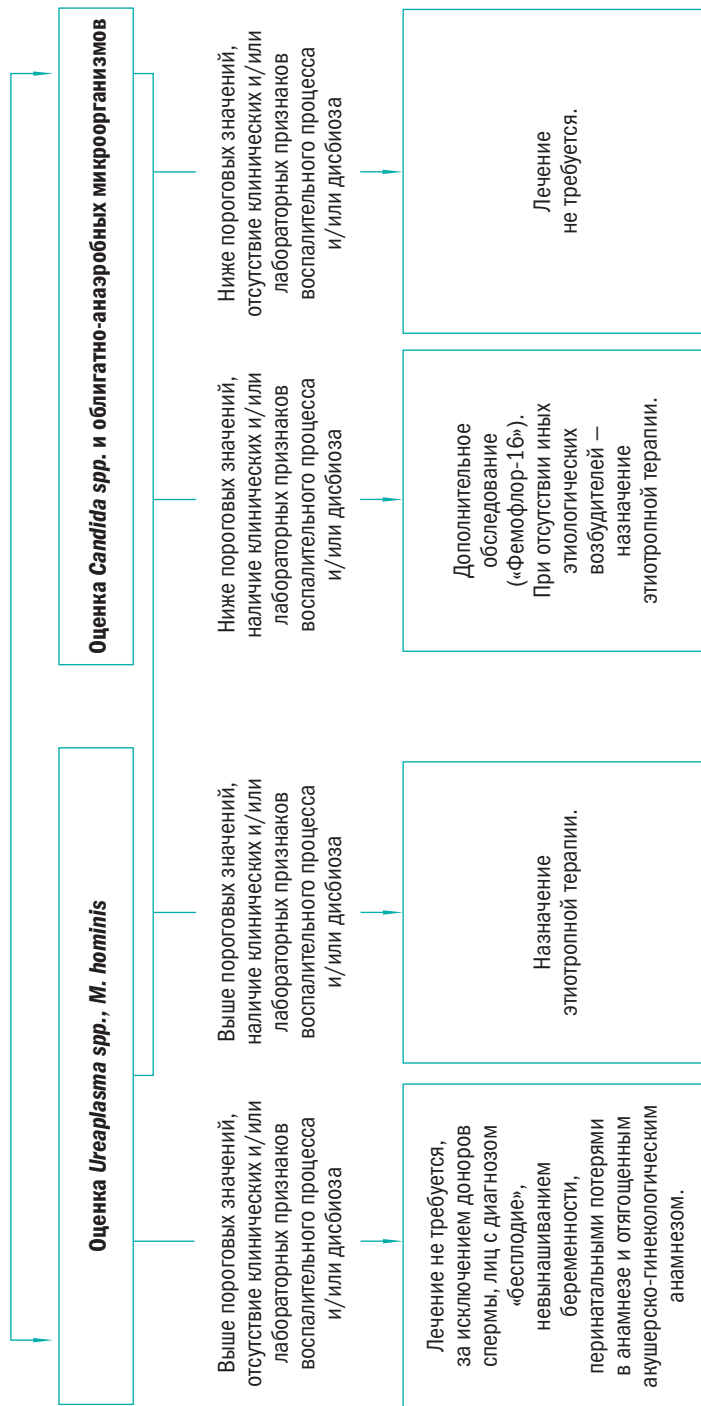 Оценка Ureaplasma spp., M. hominis
Оценка Candida spp. и облигатно-анаэробных микроорганизмов
Выше пороговых значений,
отсутствие клинических и/или
лабораторных признаков
воспалительного процесса
и/или дисбиоза
Выше пороговых значений,
наличие клинических и/или
лабораторных признаков
воспалительного процесса
и/или дисбиоза
Ниже пороговых значений,
наличие клинических и/или
лабораторных признаков
воспалительного процесса
и/или дисбиоза
Ниже пороговых значений,
отсутствие клинических и/или
лабораторных признаков
воспалительного процесса
и/или дисбиоза
Лечение не требуется,
за исключением доноров
спермы, лиц с диагнозом
«бесплодие»,
невынашиванием
беременности,
перинатальными потерями
в анамнезе и отягощенным
акушерско-гинекологическим
анамнезом.
Назначение
этиотропной терапии.
Дополнительное
обследование
(«Фемофлор-16»).
При отсутствии иных
этиологических
возбудителей –
назначение
этиотропной терапии.
Лечение
не требуется.